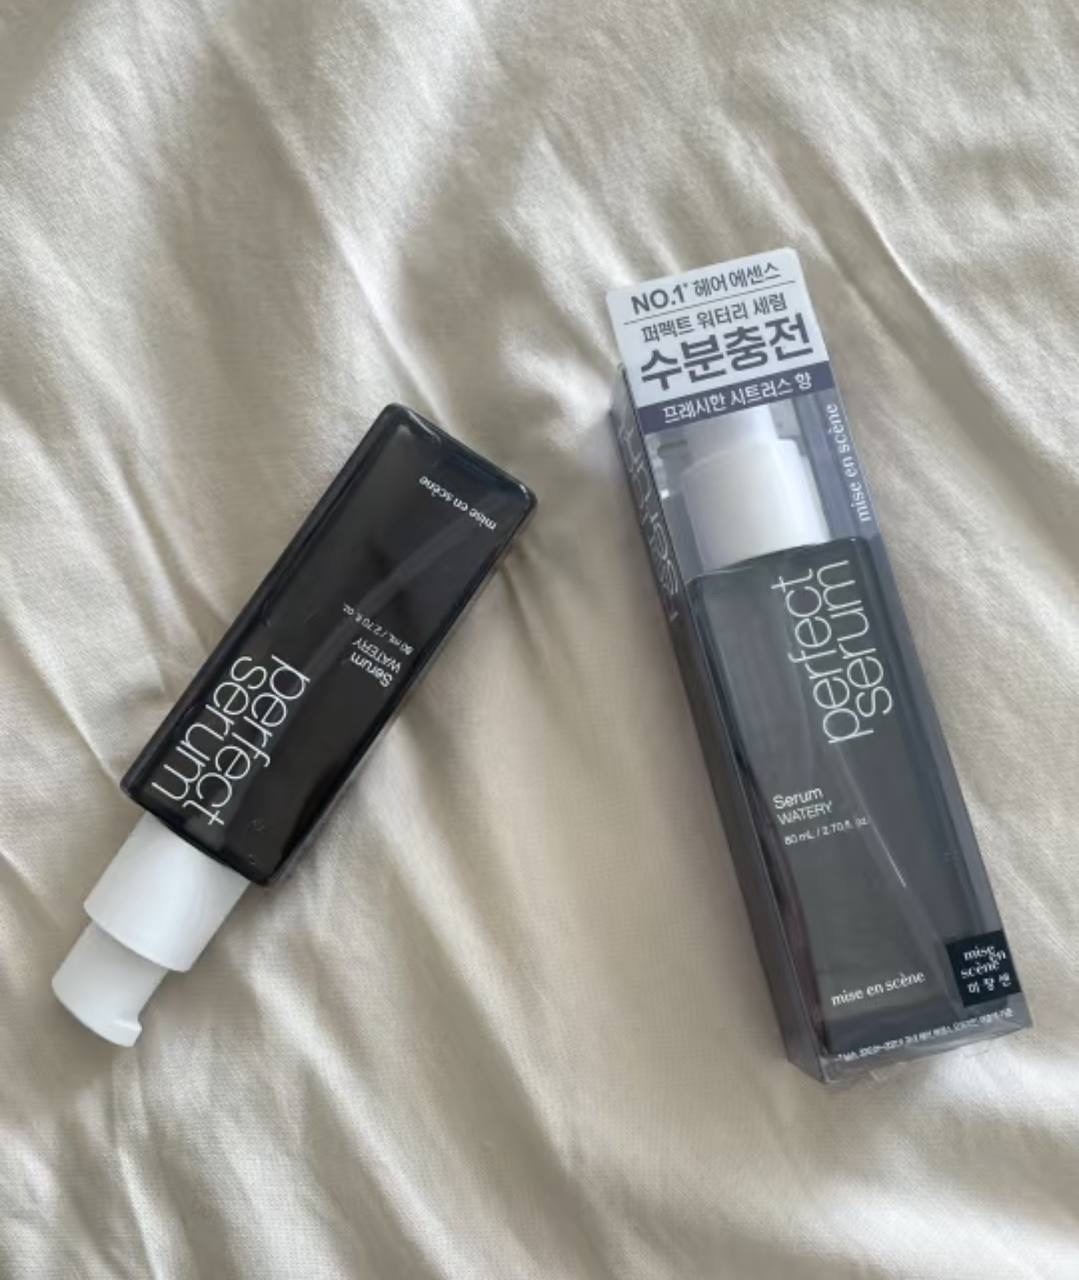 mise en scène
Serum
WATERY
80 mL / 2.70 fl. oz.
perfect
serum
NO.1* 헤어 에센스
퍼펙트 워터리 세럼
수분충전
프레시한 시트러스 향
mise en scène
perfect
serum
Serum
WATERY
80 mL / 2.70 fl. oz.
mise en scène
mise
en
scène
미쟝센